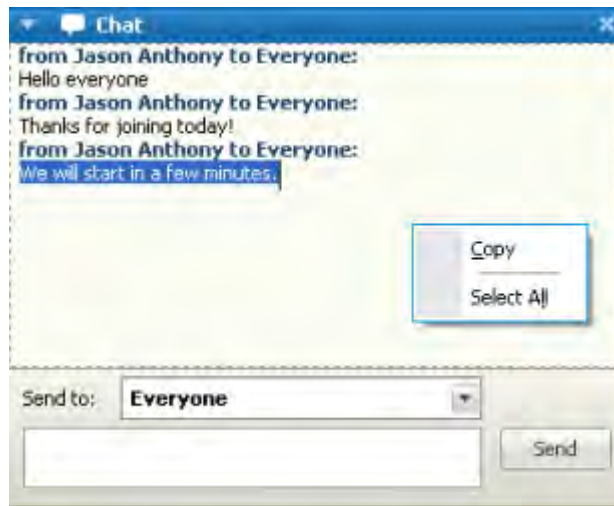 Chat
from Jason Anthony to Everyone:
Hello everyone
from Jason Anthony to Everyone:
Thanks for joining today!
from Jason Anthony to Everyone:
We will start in a few minutes.
Copy
Select All
Send to: Everyone
Send